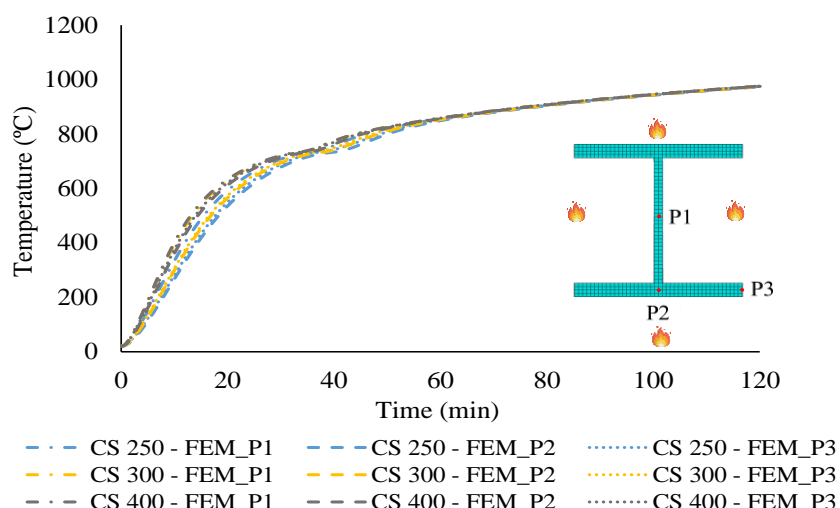 1200
1000
800
600
400
200
0
Temperature (ºC)
P1
P3
P2
0 20 40 60 80 100 120
Time (min)
CS 250 - FEM_P1 CS 250 - FEM_P2 CS 250 - FEM_P3
CS 300 - FEM_P1 CS 300 - FEM_P2 CS 300 - FEM_P3
CS 400 - FEM_P1 CS 400 - FEM_P2 CS 400 - FEM_P3